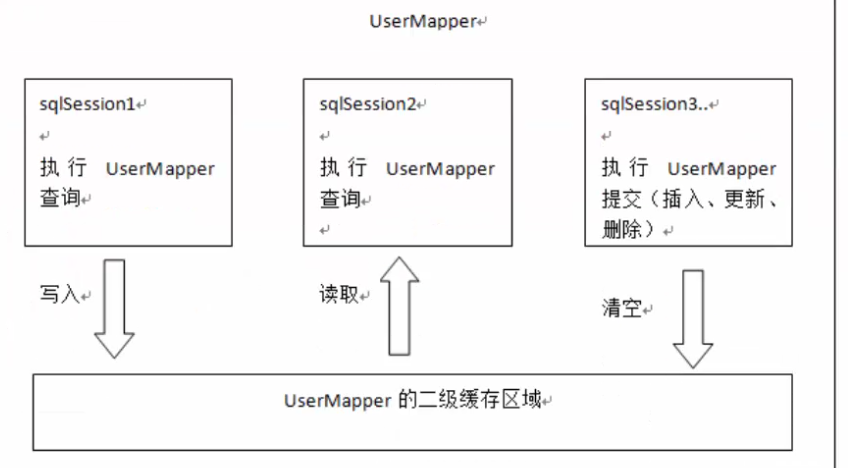 UserMapper
sqlSession1
执行 UserMapper
查询
sqlSession2
执行 UserMapper
查询
sqlSession3..
执行 UserMapper
提交（插入、更新、
删除）
写入
读取
清空
UserMapper 的二级缓存区域